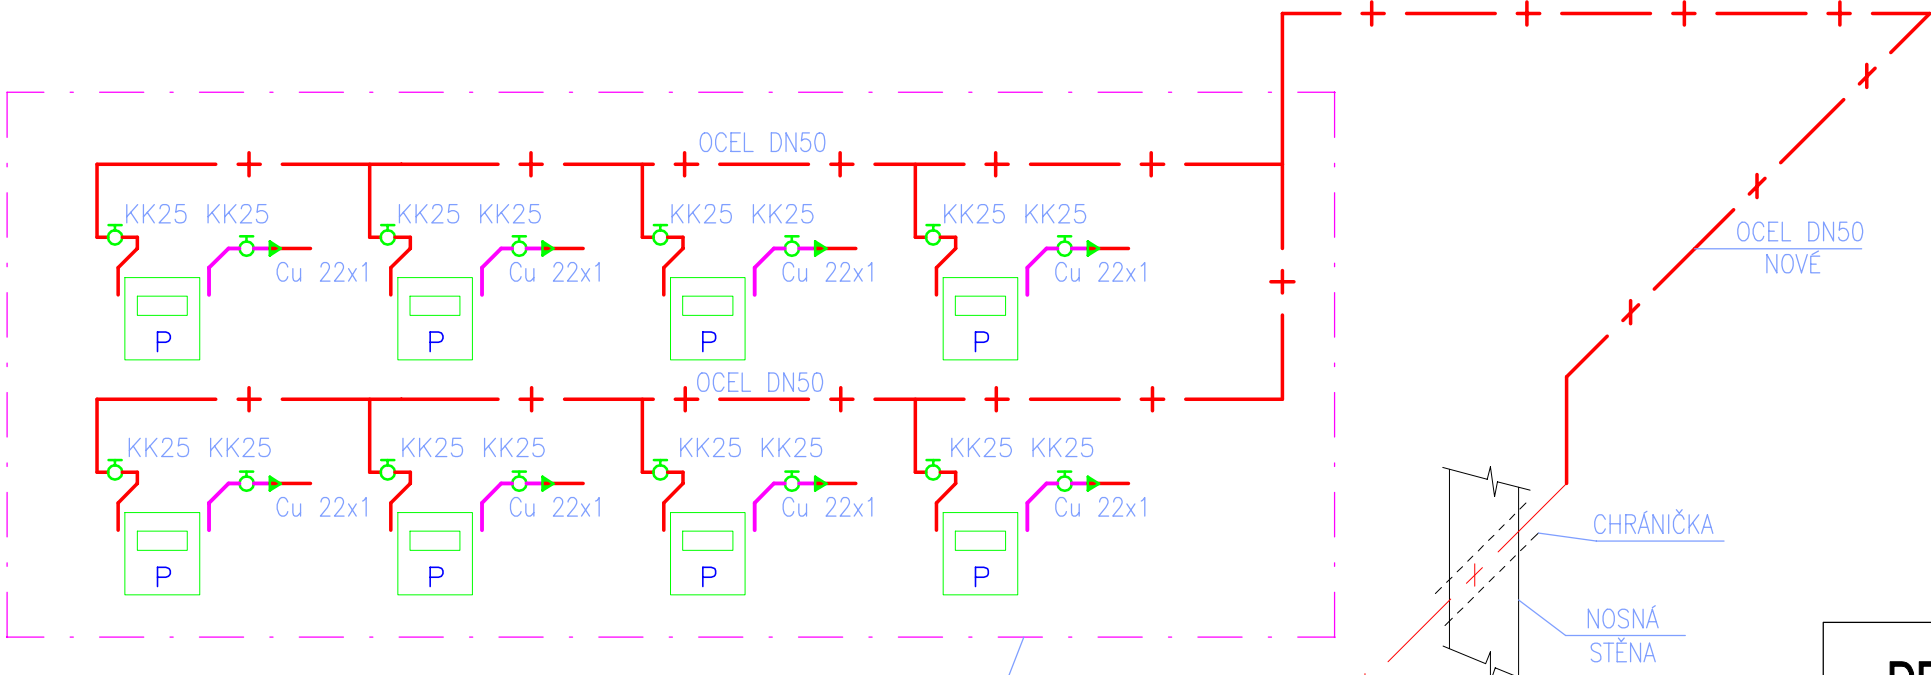 OCEL DN50
KK25 KK25 KK25 KK25 KK25 KK25 KK25 KK25
OCEL DN50
NOVÉ
Cu 22x1 Cu 22x1 Cu 22x1 Cu 22x1
P P P P
OCEL DN50
KK25 KK25 KK25 KK25 KK25 KK25 KK25 KK25
Cu 22x1 Cu 22x1 Cu 22x1 Cu 22x1
CHRÁNIČKA
P P P P
NOSNÁ
STĚNA